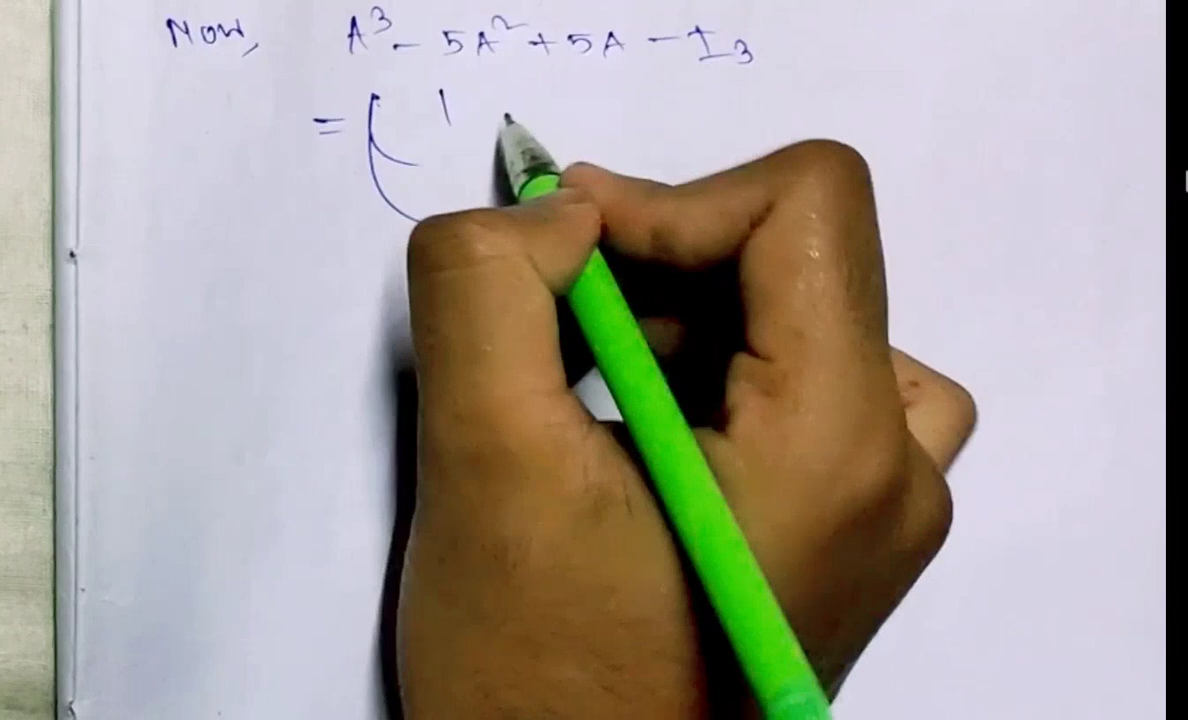 Now, A³ - 5A² + 5A - I₃
= ( 1